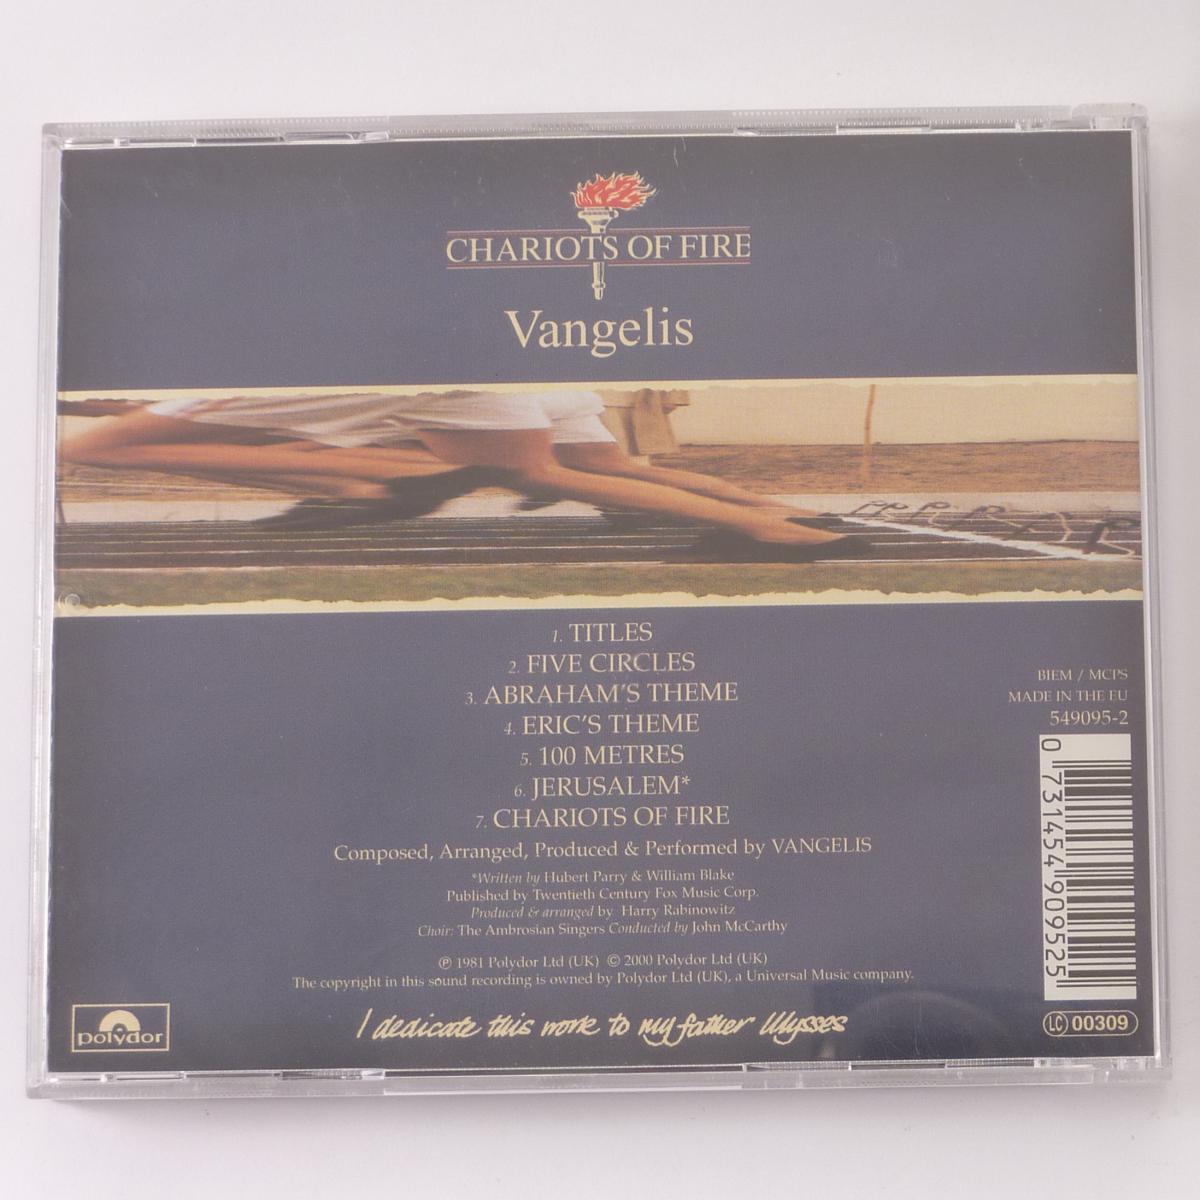 CHARIOTS OF FIRE
Vangelis
1. TITLES
2. FIVE CIRCLES
3. ABRAHAM'S THEME
4. ERIC'S THEME
5. 100 METRES
6. JERUSALEM*
7. CHARIOTS OF FIRE
Composed, Arranged, Produced & Performed by VANGELIS
*Written by Hubert Parry & William Blake
Published by Twentieth Century Fox Music Corp.
Produced & arranged by Harry Rabinowitz
Choir: The Ambrosian Singers Conducted by John McCarthy
℗ 1981 Polydor Ltd (UK) © 2000 Polydor Ltd (UK)
The copyright in this sound recording is owned by Polydor Ltd (UK), a Universal Music company.
I dedicate this work to my father Ulysses
polydor
BIEM / MCPS
MADE IN THE EU
549095-2
0 731454 909525
LC 00309